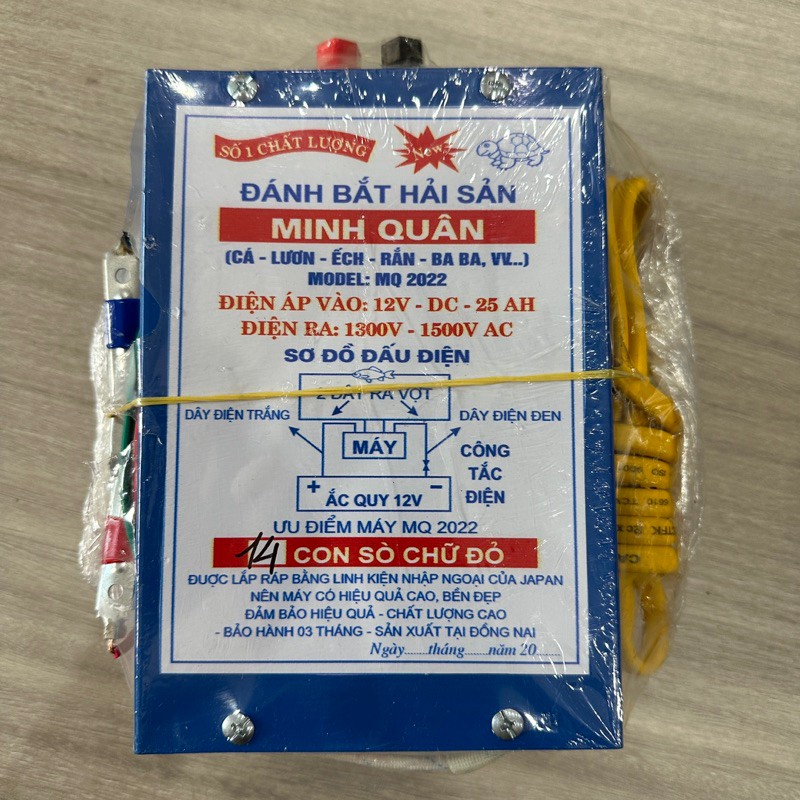 SỐ 1 CHẤT LƯỢNG
New
ĐÁNH BẮT HẢI SẢN
MINH QUÂN
(CÁ - LƯƠN - ẾCH - RẮN - BA BA, VV...)
MODEL: MQ 2022
ĐIỆN ÁP VÀO: 12V - DC - 25 AH
ĐIỆN RA: 1300V - 1500V AC
SƠ ĐỒ ĐẤU ĐIỆN
2 DÂY RA VỢT
DÂY ĐIỆN TRẮNG
DÂY ĐIỆN ĐEN
MÁY
CÔNG
TẮC
ĐIỆN
+ ẮC QUY 12V -
ƯU ĐIỂM MÁY MQ 2022
14 CON SÒ CHỮ ĐỎ
ĐƯỢC LẮP RÁP BẰNG LINH KIỆN NHẬP NGOẠI CỦA JAPAN
NÊN MÁY CÓ HIỆU QUẢ CAO, BỀN ĐẸP
ĐẢM BẢO HIỆU QUẢ - CHẤT LƯỢNG CAO
- BẢO HÀNH 03 THÁNG - SẢN XUẤT TẠI ĐỒNG NAI
Ngày.......tháng.......năm 20.......